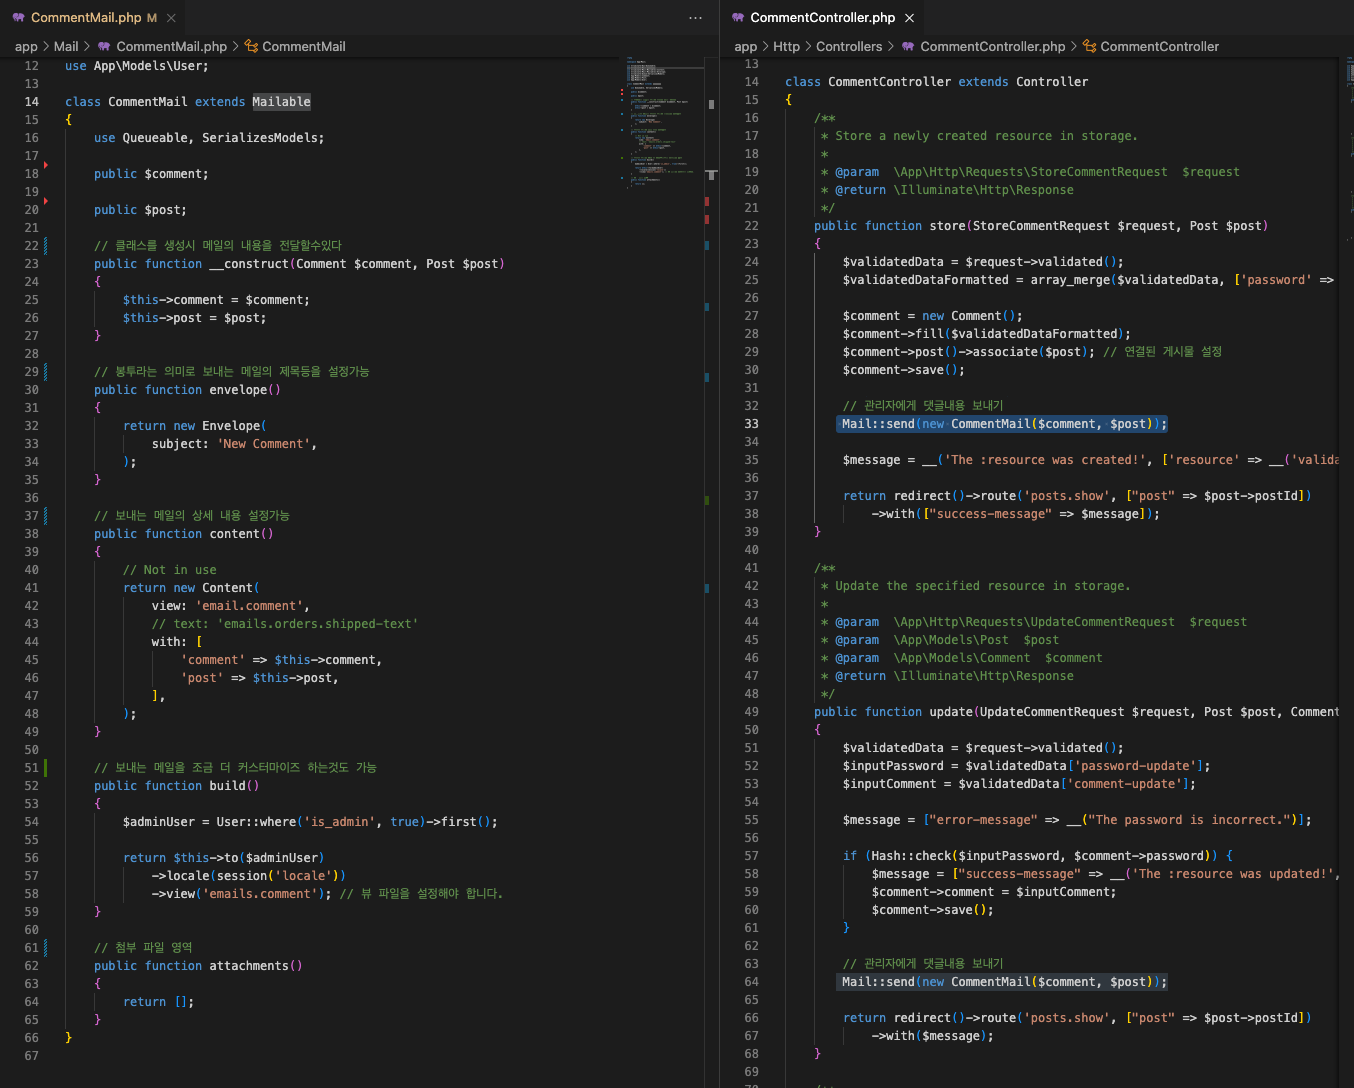 CommentMail.php M
app > Mail > CommentMail.php > CommentMail
12 use App\Models\User;
13
14 class CommentMail extends Mailable
15 {
16 use Queueable, SerializesModels;
17
18 public $comment;
19
20 public $post;
21
22 // 클래스를 생성시 메일의 내용을 전달할수있다
23 public function __construct(Comment $comment, Post $post)
24 {
25 $this->comment = $comment;
26 $this->post = $post;
27 }
28
29 // 봉투라는 의미로 보내는 메일의 제목등을 설정가능
30 public function envelope()
31 {
32 return new Envelope(
33 subject: 'New Comment',
34 );
35 }
36
37 // 보내는 메일의 상세 내용 설정가능
38 public function content()
39 {
40 // Not in use
41 return new Content(
42 view: 'email.comment',
43 // text: 'emails.orders.shipped-text'
44 with: [
45 'comment' => $this->comment,
46 'post' => $this->post,
47 ],
48 );
49 }
50
51 // 보내는 메일을 조금 더 커스터마이즈 하는것도 가능
52 public function build()
53 {
54 $adminUser = User::where('is_admin', true)->first();
55
56 return $this->to($adminUser)
57 ->locale(session('locale'))
58 ->view('emails.comment'); // 뷰 파일을 설정해야 합니다.
59 }
60
61 // 첨부 파일 영역
62 public function attachments()
63 {
64 return [];
65 }
66 }
67
CommentController.php
app > Http > Controllers > CommentController.php > CommentController
13
14 class CommentController extends Controller
15 {
16 /**
17 * Store a newly created resource in storage.
18 *
19 * @param \App\Http\Requests\StoreCommentRequest $request
20 * @return \Illuminate\Http\Response
21 */
22 public function store(StoreCommentRequest $request, Post $post)
23 {
24 $validatedData = $request->validated();
25 $validatedDataFormatted = array_merge($validatedData, ['password' =>
26
27 $comment = new Comment();
28 $comment->fill($validatedDataFormatted);
29 $comment->post()->associate($post); // 연결된 게시물 설정
30 $comment->save();
31
32 // 관리자에게 댓글내용 보내기
33 Mail::send(new CommentMail($comment, $post));
34
35 $message = __('The :resource was created!', ['resource' => __('valida
36
37 return redirect()->route('posts.show', ["post" => $post->postId])
38 ->with(["success-message" => $message]);
39 }
40
41 /**
42 * Update the specified resource in storage.
43 *
44 * @param \App\Http\Requests\UpdateCommentRequest $request
45 * @param \App\Models\Post $post
46 * @param \App\Models\Comment $comment
47 * @return \Illuminate\Http\Response
48 */
49 public function update(UpdateCommentRequest $request, Post $post, Comment
50 {
51 $validatedData = $request->validated();
52 $inputPassword = $validatedData['password-update'];
53 $inputComment = $validatedData['comment-update'];
54
55 $message = ["error-message" => __("The password is incorrect.")];
56
57 if (Hash::check($inputPassword, $comment->password)) {
58 $message = ["success-message" => __('The :resource was updated!',
59 $comment->comment = $inputComment;
60 $comment->save();
61 }
62
63 // 관리자에게 댓글내용 보내기
64 Mail::send(new CommentMail($comment, $post));
65
66 return redirect()->route('posts.show', ["post" => $post->postId])
67 ->with($message);
68 }
69